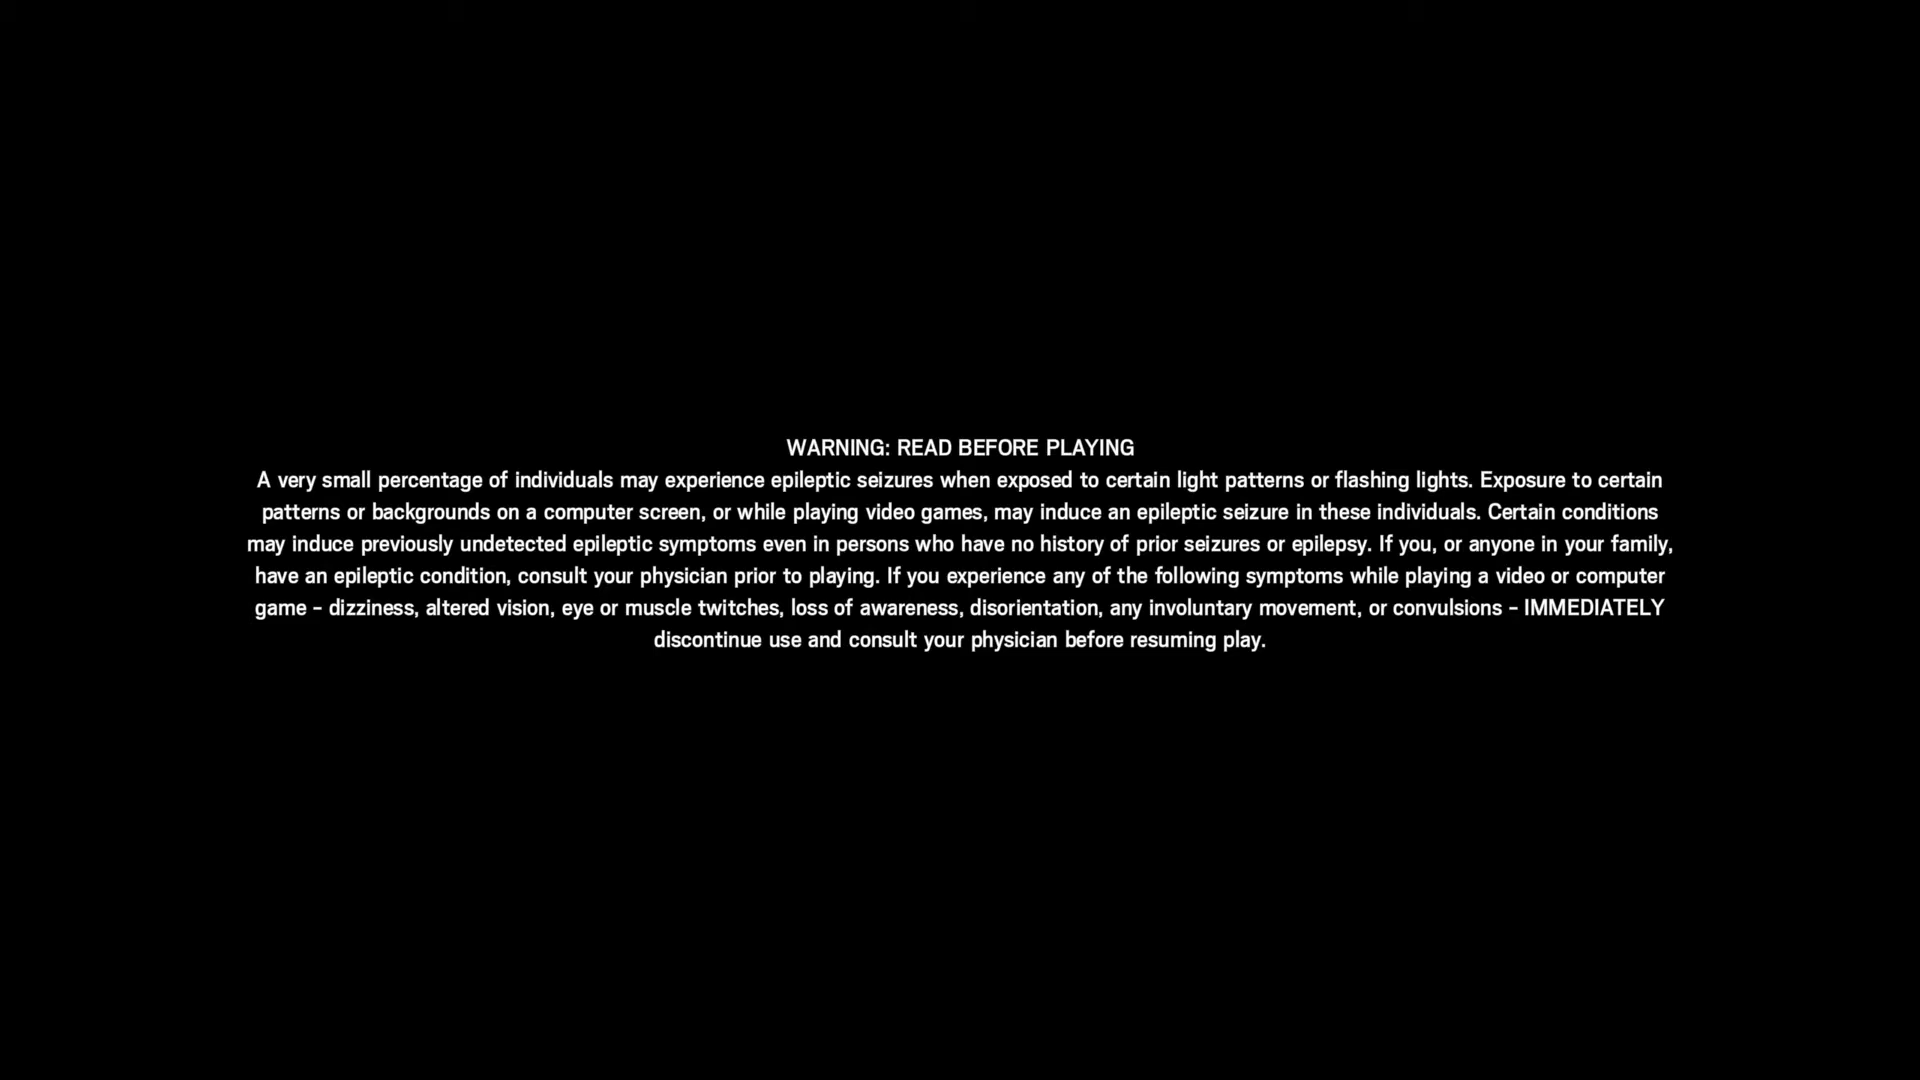 WARNING: READ BEFORE PLAYING
A very small percentage of individuals may experience epileptic seizures when exposed to certain light patterns or flashing lights. Exposure to certain
patterns or backgrounds on a computer screen, or while playing video games, may induce an epileptic seizure in these individuals. Certain conditions
may induce previously undetected epileptic symptoms even in persons who have no history of prior seizures or epilepsy. If you, or anyone in your family,
have an epileptic condition, consult your physician prior to playing. If you experience any of the following symptoms while playing a video or computer
game – dizziness, altered vision, eye or muscle twitches, loss of awareness, disorientation, any involuntary movement, or convulsions – IMMEDIATELY
discontinue use and consult your physician before resuming play.